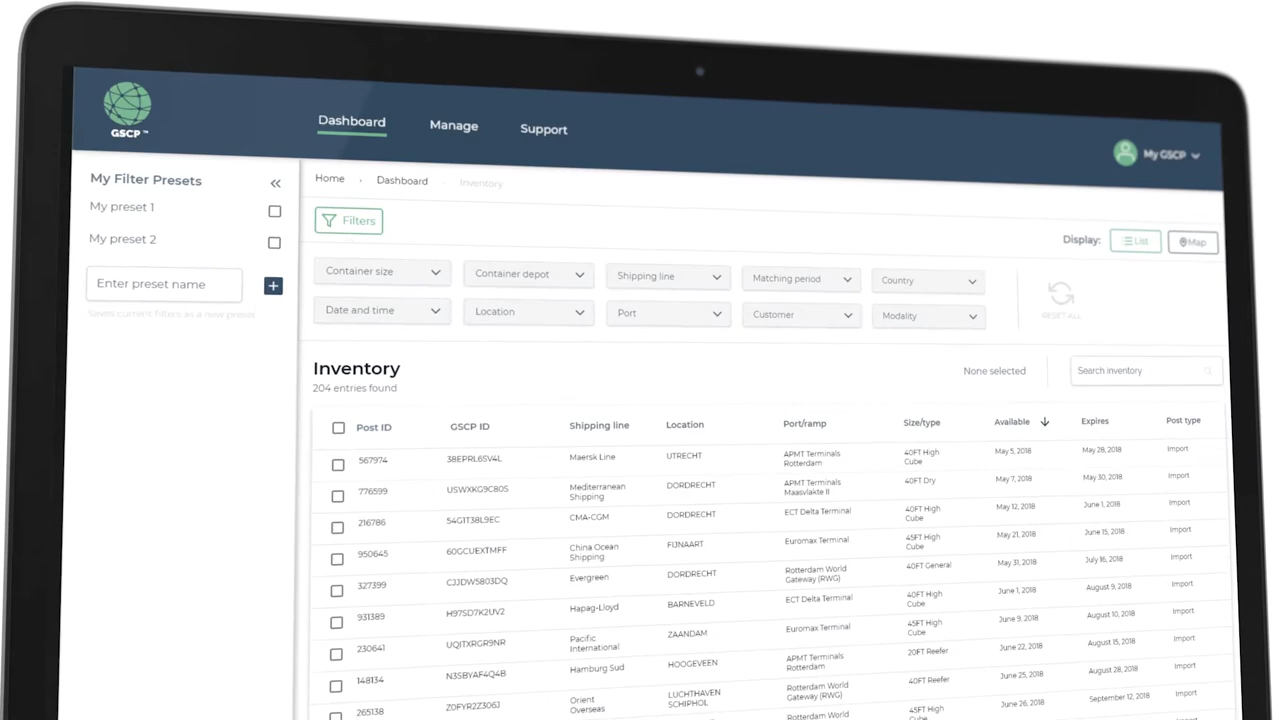 GSCP ™
Dashboard
Manage
Support
My GSCP
My Filter Presets
My preset 1
My preset 2
Enter preset name
Saves current filters as a new preset
Home
Dashboard
Inventory
Filters
Display:
List
Map
Container size
Container depot
Shipping line
Matching period
Country
Date and time
Location
Port
Customer
Modality
RESET ALL
Inventory
204 entries found
None selected
Search inventory
Post ID GSCP ID Shipping line Location Port/ramp Size/type Available Expires Post type
567974 38EPRL65V4L Maersk Line UTRECHT APMT Terminals Rotterdam 40FT High Cube May 5, 2018 May 28, 2018 Import
776599 USWXKG9C80S Mediterranean Shipping DORDRECHT APMT Terminals Maasvlakte II 40FT Dry May 7, 2018 May 30, 2018 Import
216786 54G1T38L9EC CMA-CGM DORDRECHT ECT Delta Terminal 40FT High Cube May 12, 2018 June 1, 2018 Import
950645 60GCUEXTMFF China Ocean Shipping FIJNAART Euromax Terminal 45FT High Cube May 21, 2018 June 15, 2018 Import
327399 CJJDW5803DQ Evergreen DORDRECHT Rotterdam World Gateway (RWG) 40FT General May 31, 2018 July 16, 2018 Import
931389 H97SD7K2UV2 Hapag-Lloyd BARNEVELD ECT Delta Terminal 40FT High Cube June 1, 2018 August 9, 2018 Import
230641 UQITXRGR9NR Pacific International ZAANDAM Euromax Terminal 45FT High Cube June 9, 2018 August 10, 2018 Import
148134 N3SBYAF4Q4B Hamburg Sud HOOGEVEEN APMT Terminals Rotterdam 20FT Reefer June 22, 2018 August 15, 2018 Import
265138 Z0FYR2Z306J Orient Overseas LUCHTHAVEN SCHIPHOL Rotterdam World Gateway (RWG) 40FT Reefer June 25, 2018 August 28, 2018 Import
Rotterdam World 45FT High June 26, 2018 September 12, 2018 Import